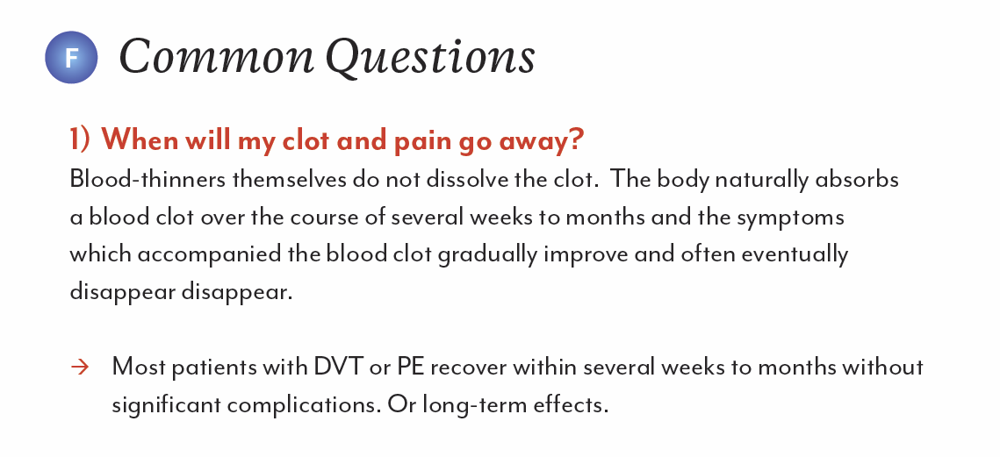 F Common Questions
1) When will my clot and pain go away?
Blood-thinners themselves do not dissolve the clot. The body naturally absorbs
a blood clot over the course of several weeks to months and the symptoms
which accompanied the blood clot gradually improve and often eventually
disappear disappear.
→ Most patients with DVT or PE recover within several weeks to months without
significant complications. Or long-term effects.